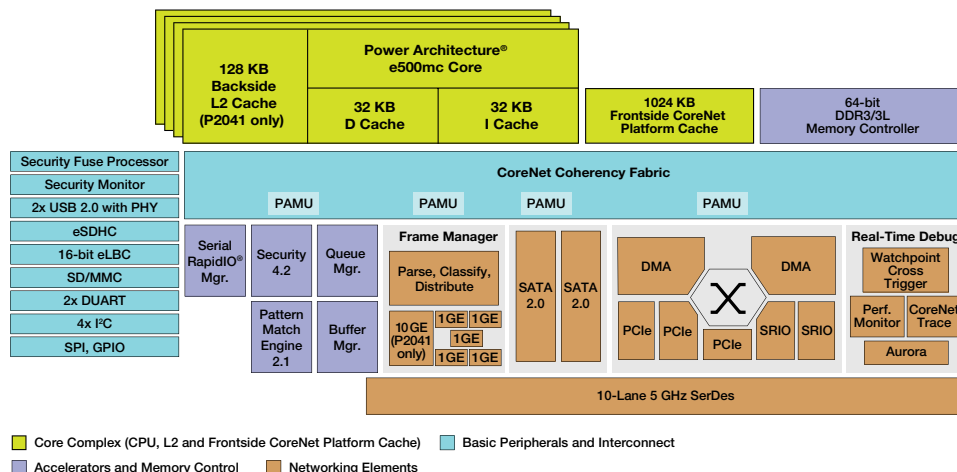 128 KB
Backside
L2 Cache
(P2041 only)
Power Architecture®
e500mc Core
32 KB
D Cache
32 KB
I Cache
1024 KB
Frontside CoreNet
Platform Cache
64-bit
DDR3/3L
Memory Controller
Security Fuse Processor
Security Monitor
2x USB 2.0 with PHY
eSDHC
16-bit eLBC
SD/MMC
2x DUART
4x I²C
SPI, GPIO
CoreNet Coherency Fabric
PAMU
PAMU
PAMU
PAMU
Serial
RapidIO®
Mgr.
Security
4.2
Queue
Mgr.
Pattern
Match
Engine
2.1
Buffer
Mgr.
Frame Manager
Parse, Classify,
Distribute
10GE
(P2041
only)
1GE
1GE
1GE
1GE
1GE
SATA
2.0
SATA
2.0
DMA
DMA
PCIe
PCIe
PCIe
SRIO
SRIO
Real-Time Debug
Watchpoint
Cross
Trigger
Perf.
Monitor
CoreNet
Trace
Aurora
10-Lane 5 GHz SerDes
Core Complex (CPU, L2 and Frontside CoreNet Platform Cache)
Basic Peripherals and Interconnect
Accelerators and Memory Control
Networking Elements